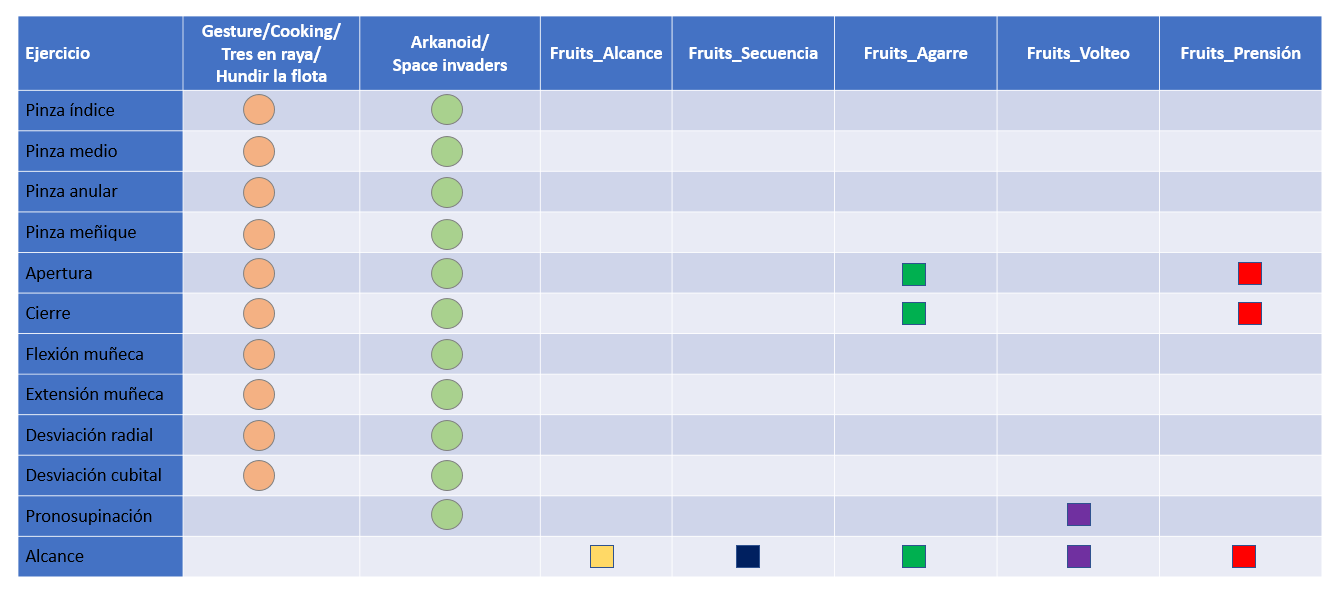 Ejercicio
Gesture/Cooking/
Tres en raya/
Hundir la flota
Arkanoid/
Space invaders
Fruits_Alcance
Fruits_Secuencia
Fruits_Agarre
Fruits_Volteo
Fruits_Prensión
Pinza índice
Pinza medio
Pinza anular
Pinza meñique
Apertura
Cierre
Flexión muñeca
Extensión muñeca
Desviación radial
Desviación cubital
Pronosupinación
Alcance